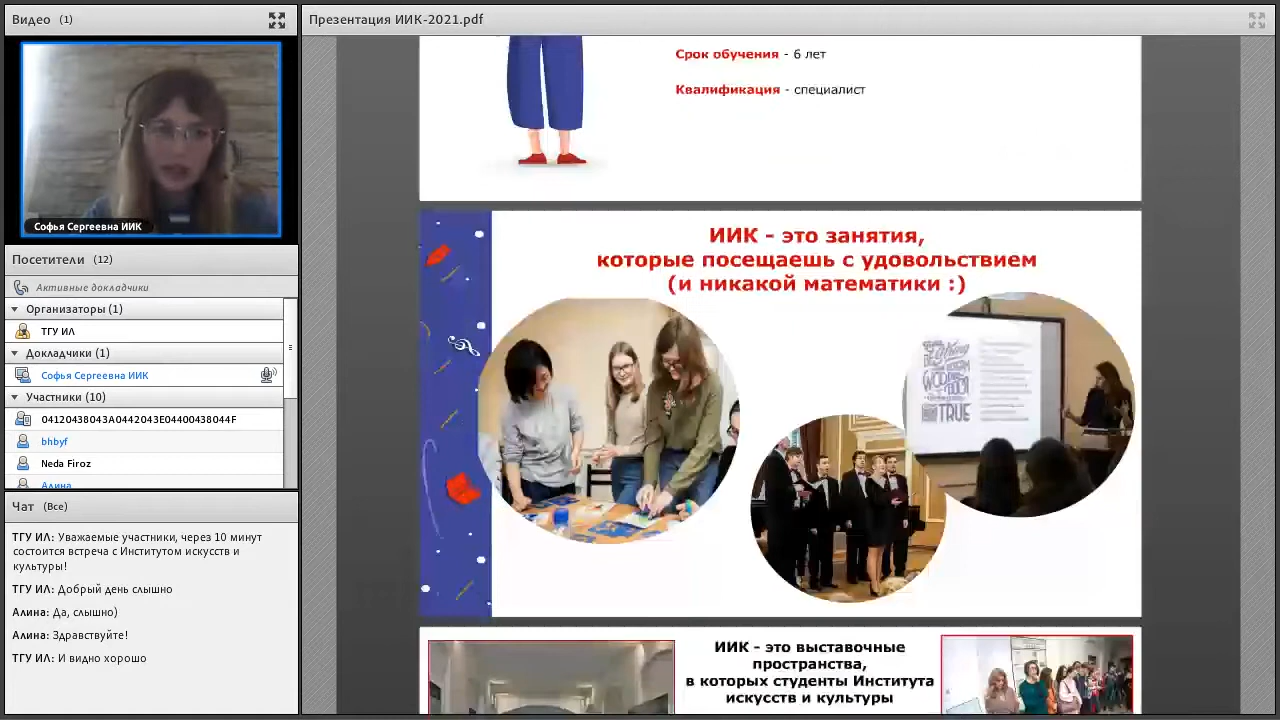 Видео (1)
Софья Сергеевна ИИК
Посетители (12)
Активные докладчики
Организаторы (1)
ТГУ ИЛ
Докладчики (1)
Софья Сергеевна ИИК
Участники (10)
04120438043A0442043E04400438044F
bhbyf
Neda Firoz
Алина
Чат (Все)
ТГУ ИЛ: Уважаемые участники, через 10 минут
состоится встреча с Институтом искусств и
культуры!
ТГУ ИЛ: Добрый день слышно
Алина: Да, слышно)
Алина: Здравствуйте!
ТГУ ИЛ: И видно хорошо
Презентация ИИК-2021.pdf
Срок обучения - 6 лет
Квалификация - специалист
ИИК - это занятия,
которые посещаешь с удовольствием
(и никакой математики :)
TRUE
ИИК - это выставочные
пространства,
в которых студенты Института
искусств и культуры